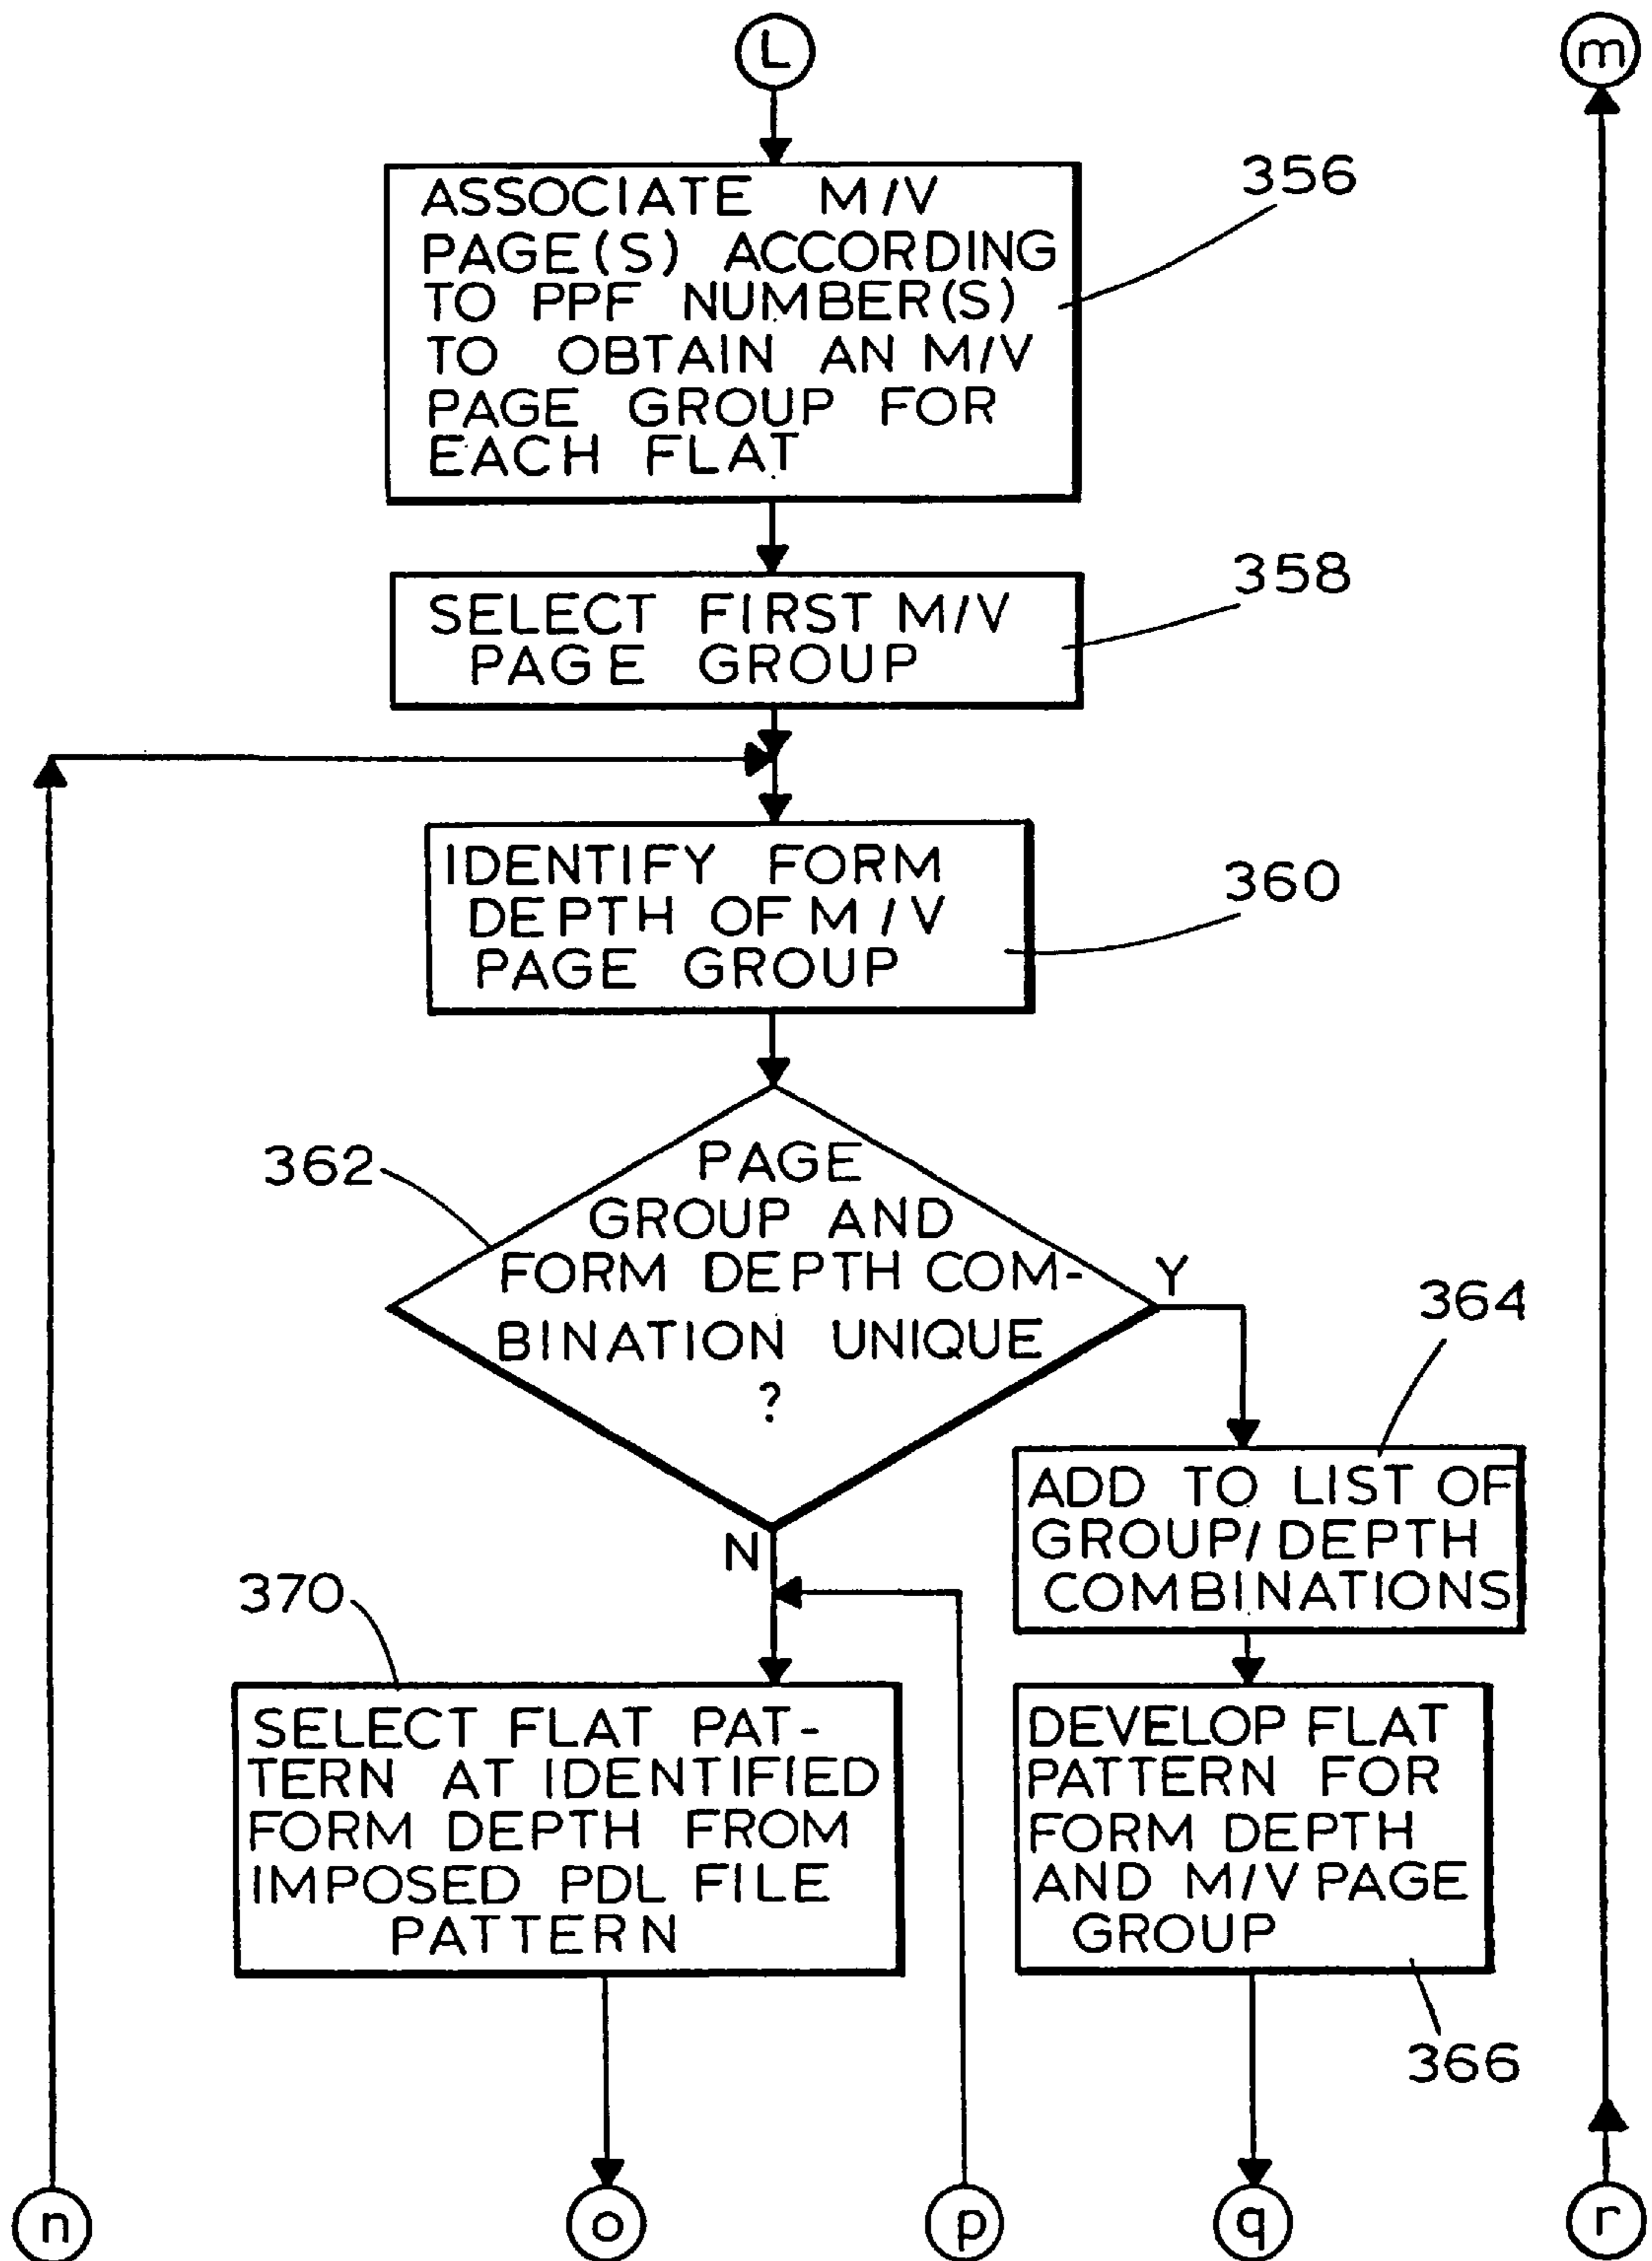 L
m
ASSOCIATE M/V
PAGE(S) ACCORDING
TO PPF NUMBER(S)
TO OBTAIN AN M/V
PAGE GROUP FOR
EACH FLAT
356
SELECT FIRST M/V
PAGE GROUP
358
IDENTIFY FORM
DEPTH OF M/V
PAGE GROUP
360
362
PAGE
GROUP AND
FORM DEPTH COM-
BINATION UNIQUE
?
Y
N
364
ADD TO LIST OF
GROUP/DEPTH
COMBINATIONS
370
SELECT FLAT PAT-
TERN AT IDENTIFIED
FORM DEPTH FROM
IMPOSED PDL FILE
PATTERN
DEVELOP FLAT
PATTERN FOR
FORM DEPTH
AND M/V PAGE
GROUP
366
n
o
p
q
r